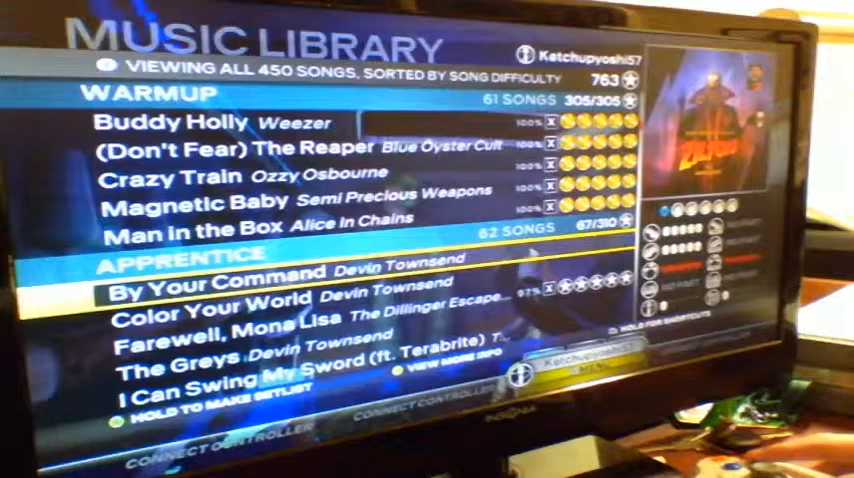 MUSIC LIBRARY
Ketchupyoshi57
VIEWING ALL 450 SONGS, SORTED BY SONG DIFFICULTY 763
WARMUP 61 SONGS 305/305
Buddy Holly Weezer 100% X
(Don't Fear) The Reaper Blue Oyster Cult 100% X
Crazy Train Ozzy Osbourne 100% X
Magnetic Baby Semi Precious Weapons 100% X
Man in the Box Alice In Chains 100% X
APPRENTICE 62 SONGS 67/310
By Your Command Devin Townsend
Color Your World Devin Townsend 97% X
Farewell, Mona Lisa The Dillinger Escape...
The Greys Devin Townsend
I Can Swing My Sword (ft. Terabrite) T...
HOLD TO MAKE SETLIST
VIEW MORE INFO
HOLD FOR SHORTCUTS
CONNECT CONTROLLER
CONNECT CONTROLLER
Ketchupyoshi57
MENU
INSIGNIA